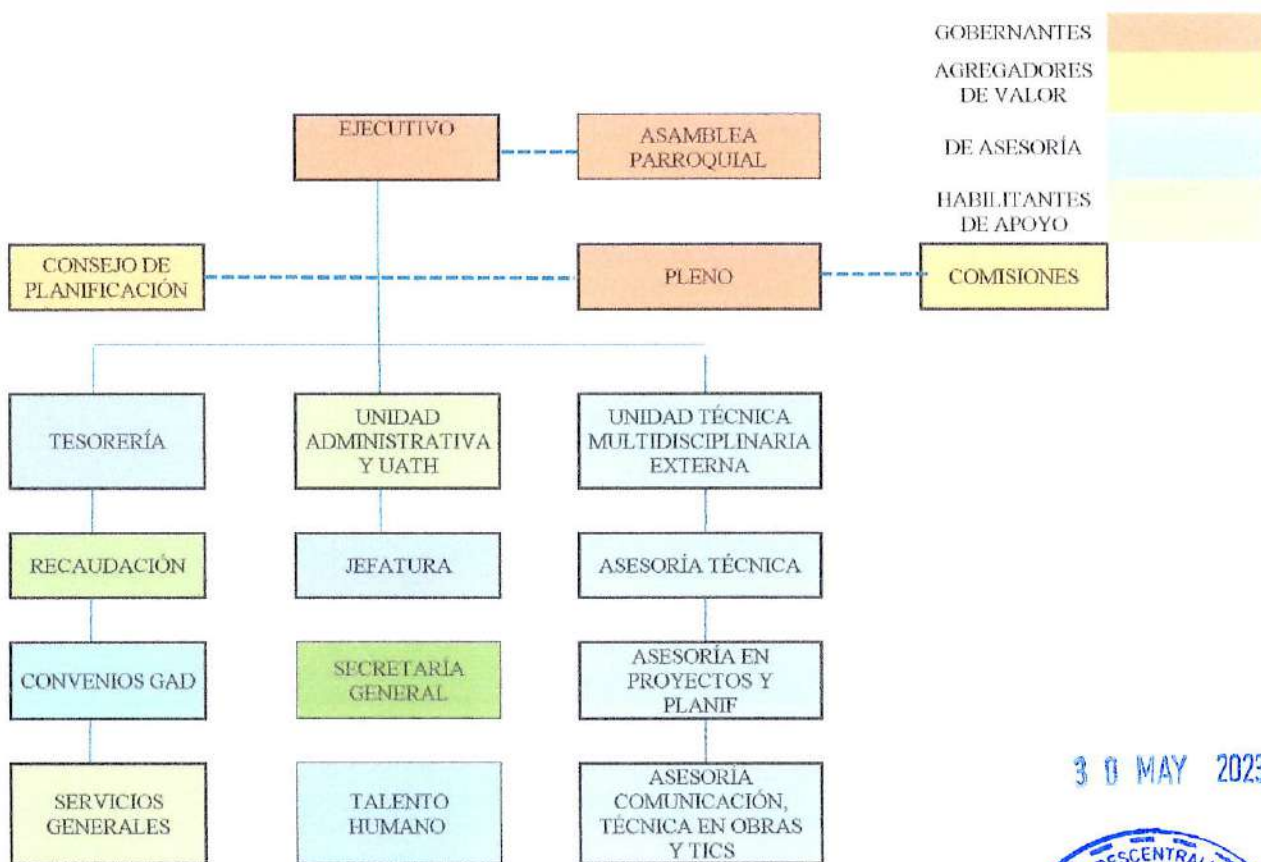 GOBERNANTES
AGREGADORES
DE VALOR
DE ASESORÍA
HABILITANTES
DE APOYO
EJECUTIVO
ASAMBLEA
PARROQUIAL
CONSEJO DE
PLANIFICACIÓN
PLENO
COMISIONES
TESORERÍA
UNIDAD
ADMINISTRATIVA
Y UATH
UNIDAD TÉCNICA
MULTIDISCIPLINARIA
EXTERNA
RECAUDACIÓN
JEFATURA
ASESORÍA TÉCNICA
CONVENIOS GAD
SECRETARÍA
GENERAL
ASESORÍA EN
PROYECTOS Y
PLANIF
SERVICIOS
GENERALES
TALENTO
HUMANO
ASESORÍA
COMUNICACIÓN,
TÉCNICA EN OBRAS
Y TICS
30 MAY 2023